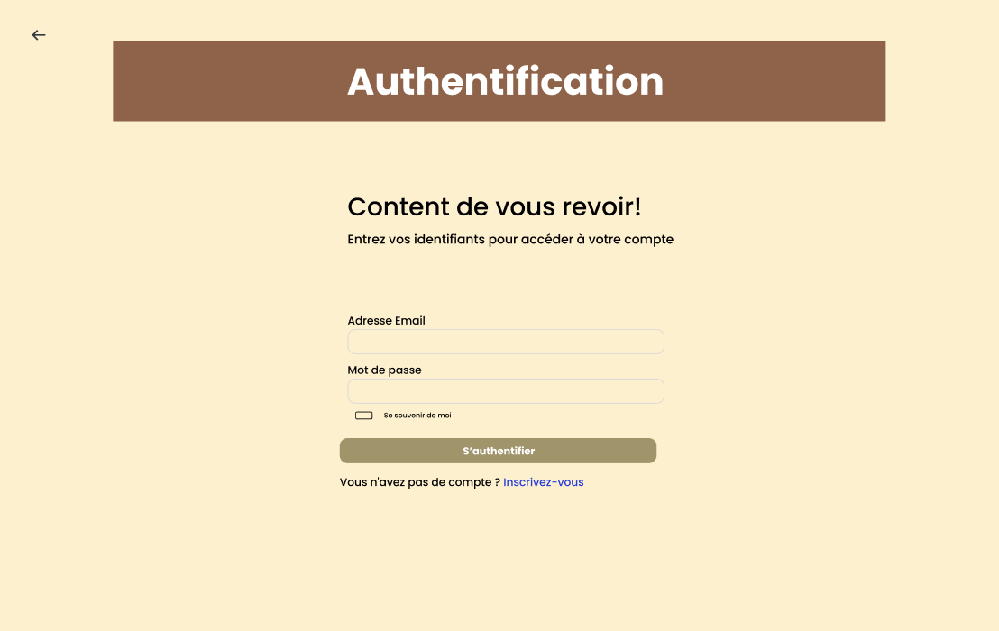 Authentification
Content de vous revoir!
Entrez vos identifiants pour accéder à votre compte
Adresse Email
Mot de passe
Se souvenir de moi
S’authentifier
Vous n'avez pas de compte ? Inscrivez-vous